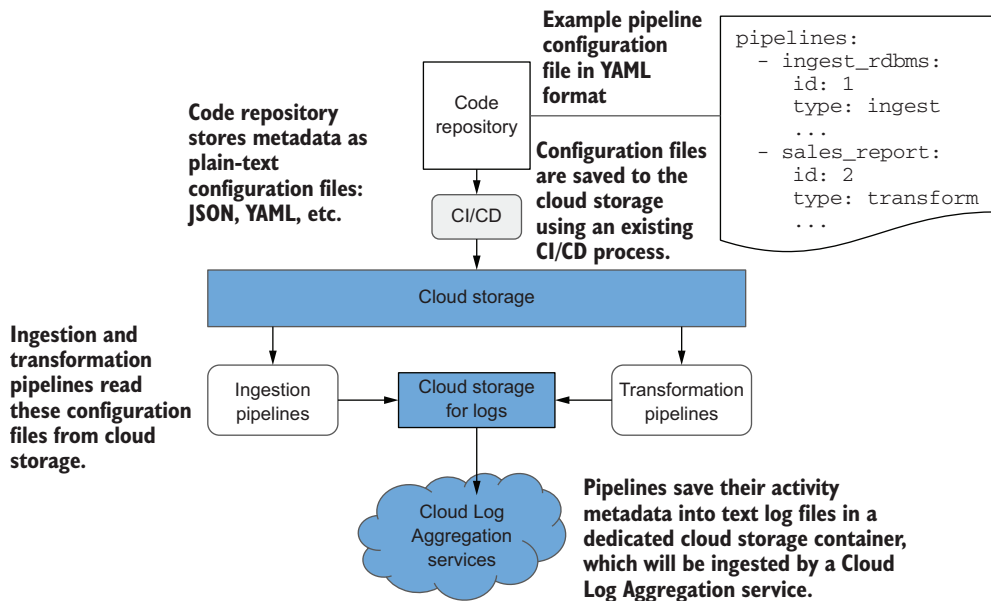 Example pipeline
configuration
file in YAML
format
pipelines:
- ingest_rdbms:
id: 1
type: ingest
...
- sales_report:
id: 2
type: transform
...
Code
repository
Code repository
stores metadata as
plain-text
configuration files:
JSON, YAML, etc.
Configuration files
are saved to the
cloud storage
using an existing
CI/CD process.
CI/CD
Cloud storage
Ingestion and
transformation
pipelines read
these configuration
files from cloud
storage.
Ingestion
pipelines
Cloud storage
for logs
Transformation
pipelines
Cloud Log
Aggregation
services
Pipelines save their activity
metadata into text log files in a
dedicated cloud storage container,
which will be ingested by a Cloud
Log Aggregation service.